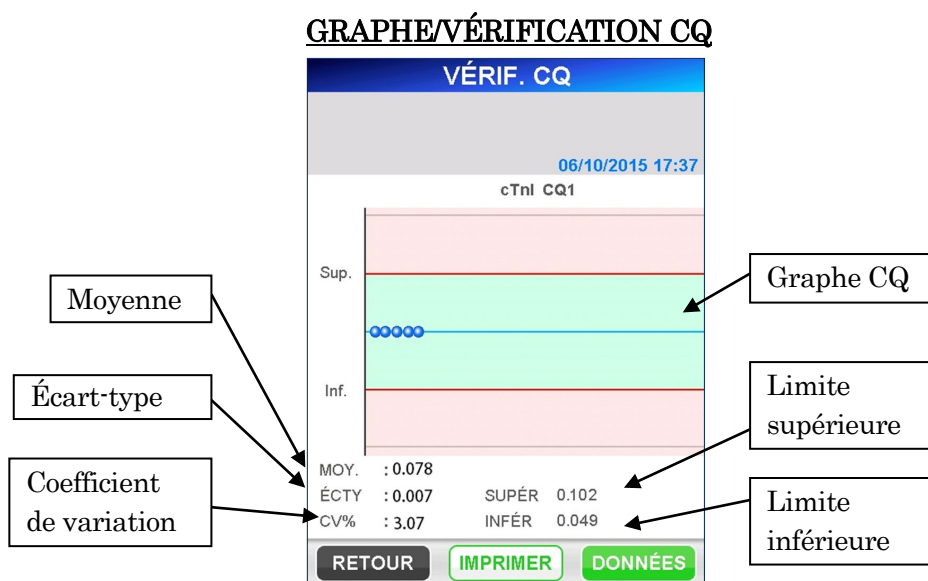 GRAPHE/VÉRIFICATION CQ
VÉRIF. CQ
06/10/2015 17:37
cTnI CQ1
Sup.
Inf.
Moyenne
Écart-type
Coefficient
de variation
Graphe CQ
Limite
supérieure
Limite
inférieure
MOY. : 0.078
ÉCTY : 0.007 SUPÉR 0.102
CV% : 3.07 INFÉR 0.049
RETOUR IMPRIMER DONNÉES